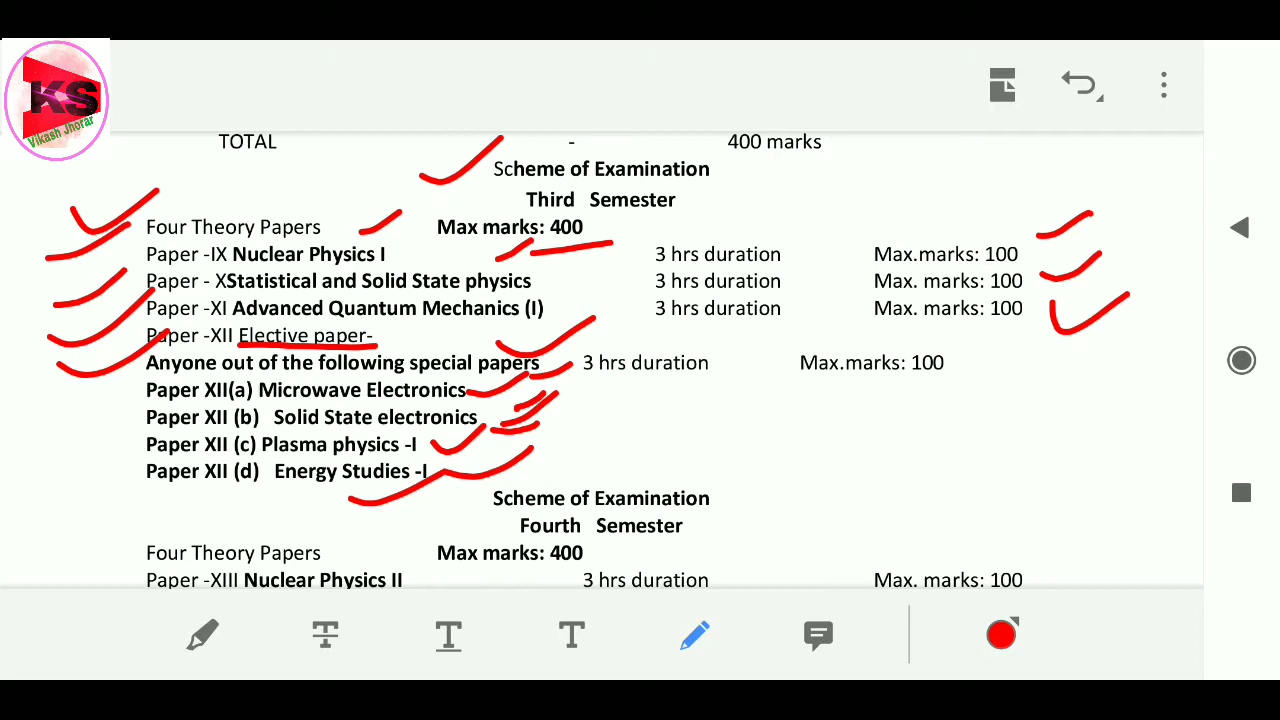 KS
Vikash Jhorar
TOTAL - 400 marks
Scheme of Examination
Third Semester
Four Theory Papers Max marks: 400
Paper -IX Nuclear Physics I 3 hrs duration Max.marks: 100
Paper - XStatistical and Solid State physics 3 hrs duration Max. marks: 100
Paper -XI Advanced Quantum Mechanics (I) 3 hrs duration Max. marks: 100
Paper -XII Elective paper-
Anyone out of the following special papers 3 hrs duration Max.marks: 100
Paper XII(a) Microwave Electronics
Paper XII (b) Solid State electronics
Paper XII (c) Plasma physics -I
Paper XII (d) Energy Studies -I
Scheme of Examination
Fourth Semester
Four Theory Papers Max marks: 400
Paper -XIII Nuclear Physics II 3 hrs duration Max. marks: 100
T T T